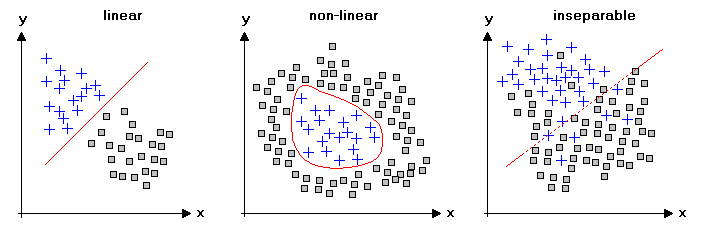 linear
non-linear
inseparable
y
y
y
x
x
x